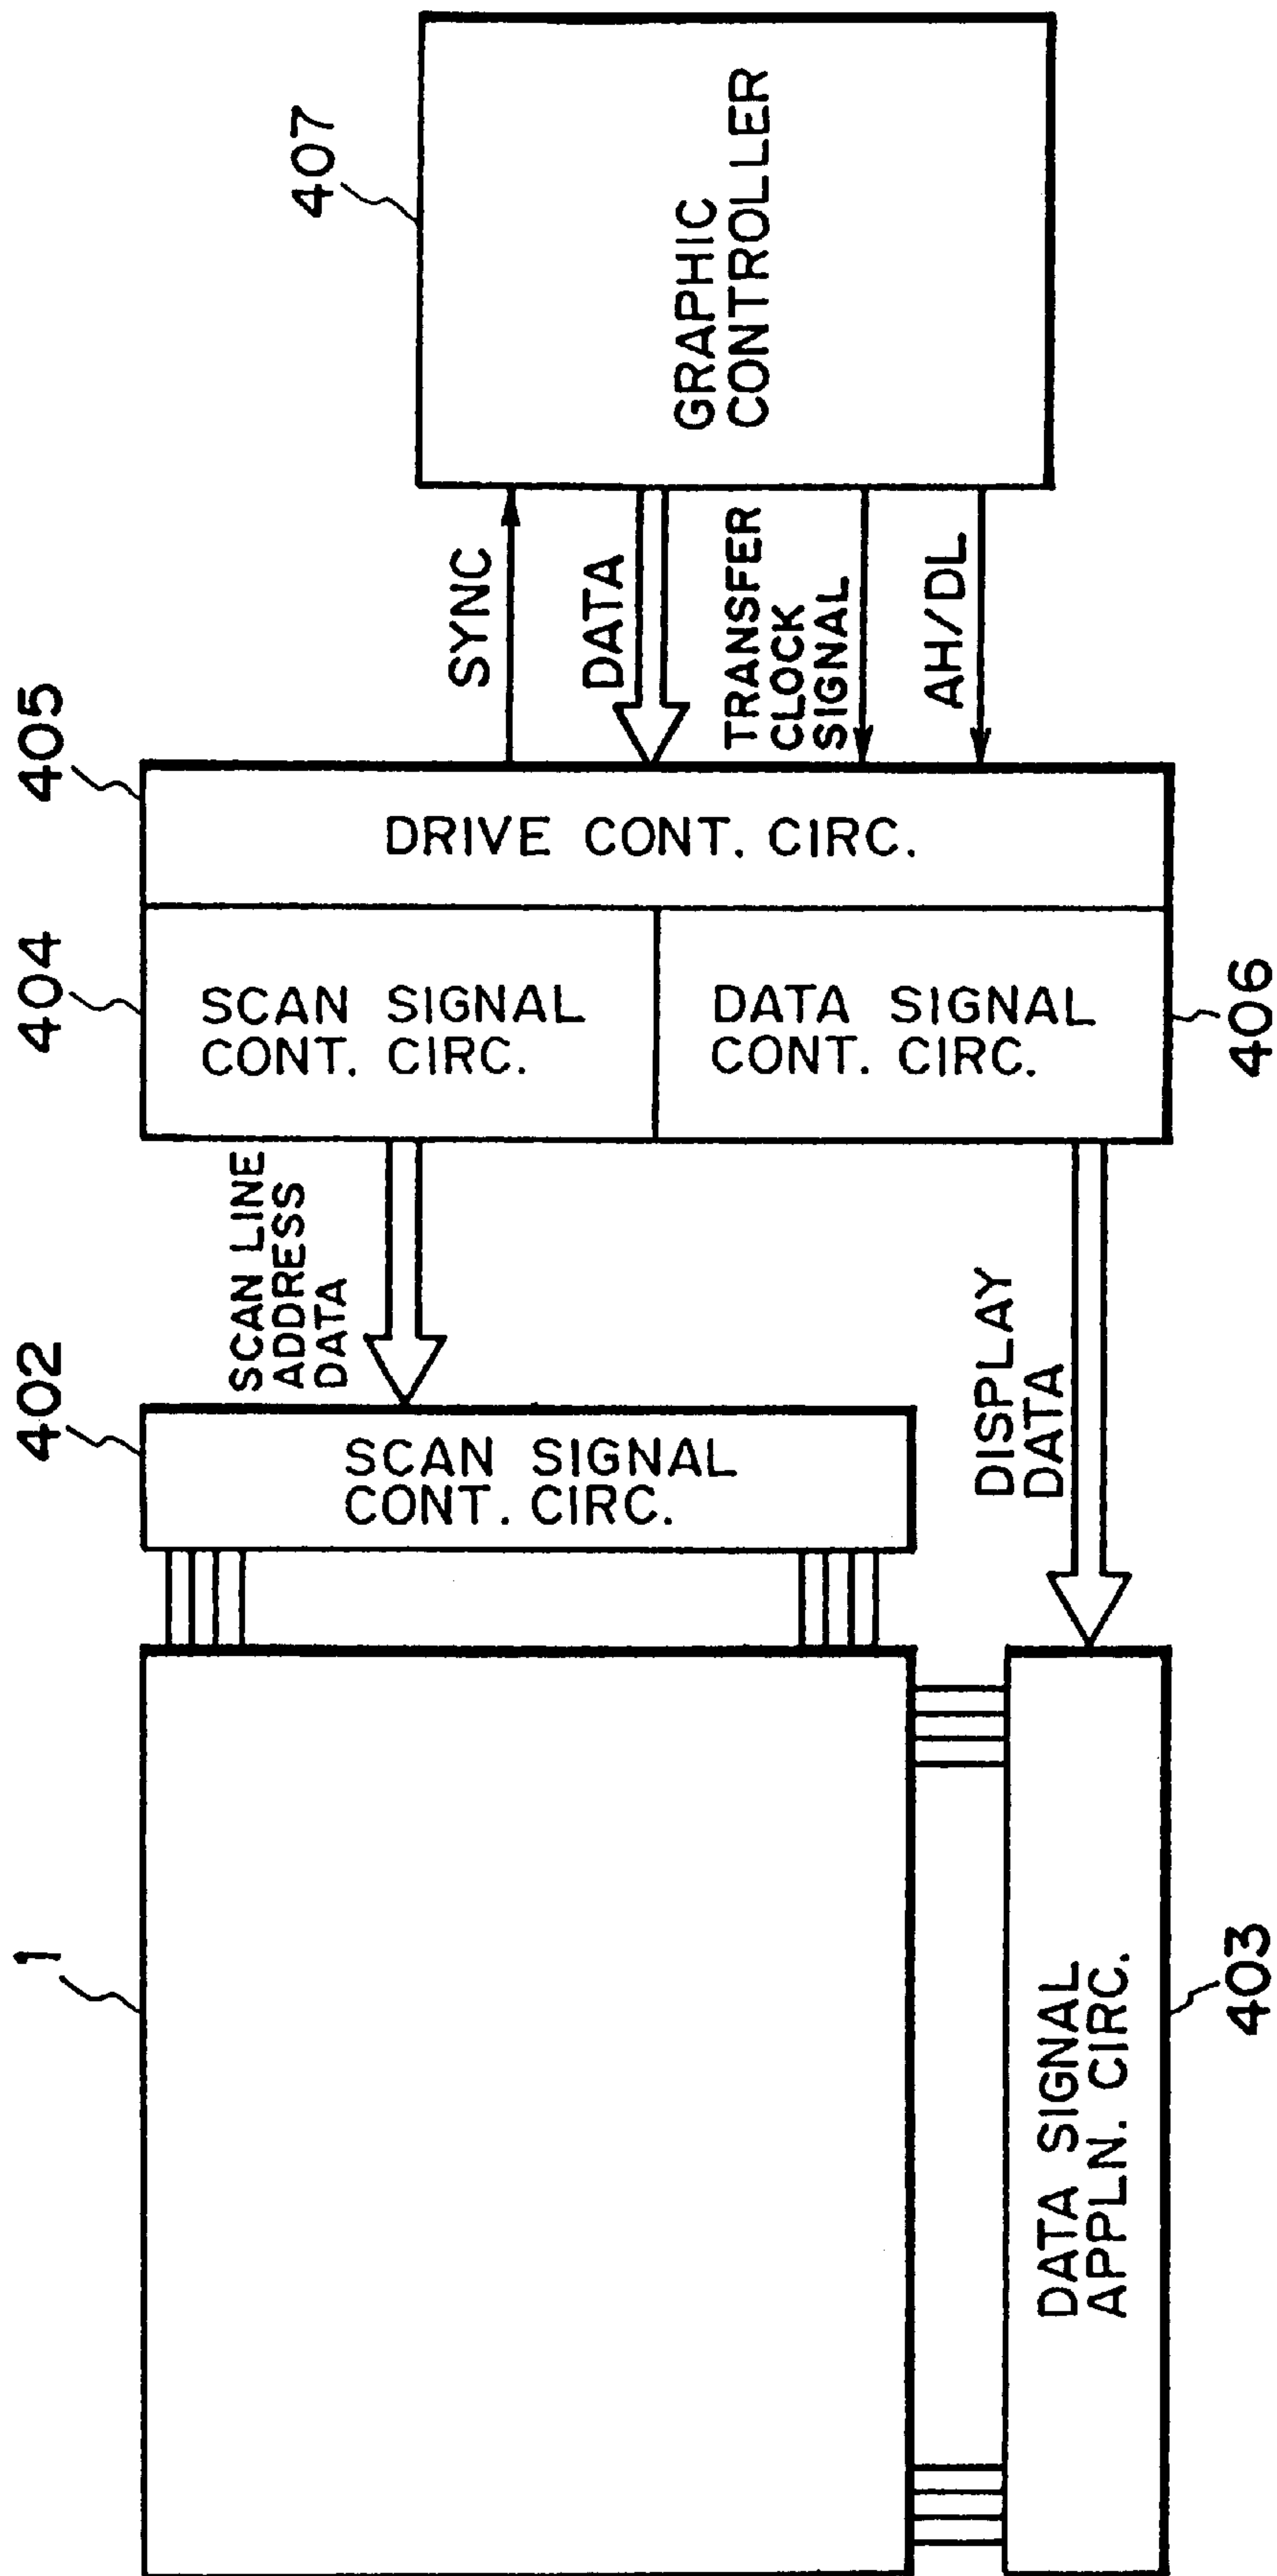 407
GRAPHIC
CONTROLLER
SYNC
DATA
TRANSFER
CLOCK
SIGNAL
AH/DL
405
DRIVE CONT. CIRC.
404
SCAN SIGNAL
CONT. CIRC.
DATA SIGNAL
CONT. CIRC.
406
SCAN LINE
ADDRESS
DATA
402
SCAN SIGNAL
CONT. CIRC.
DISPLAY
DATA
1
DATA SIGNAL
APPLN. CIRC.
403